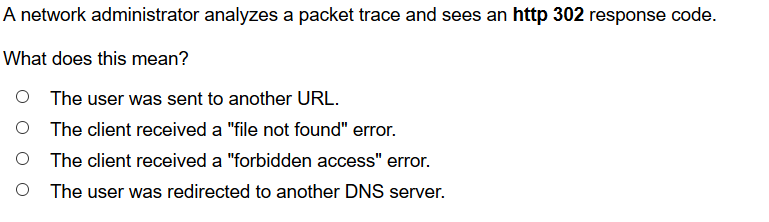 A network administrator analyzes a packet trace and sees an http 302 response code.
What does this mean?
The user was sent to another URL.
The client received a "file not found" error.
The client received a "forbidden access" error.
The user was redirected to another DNS server.